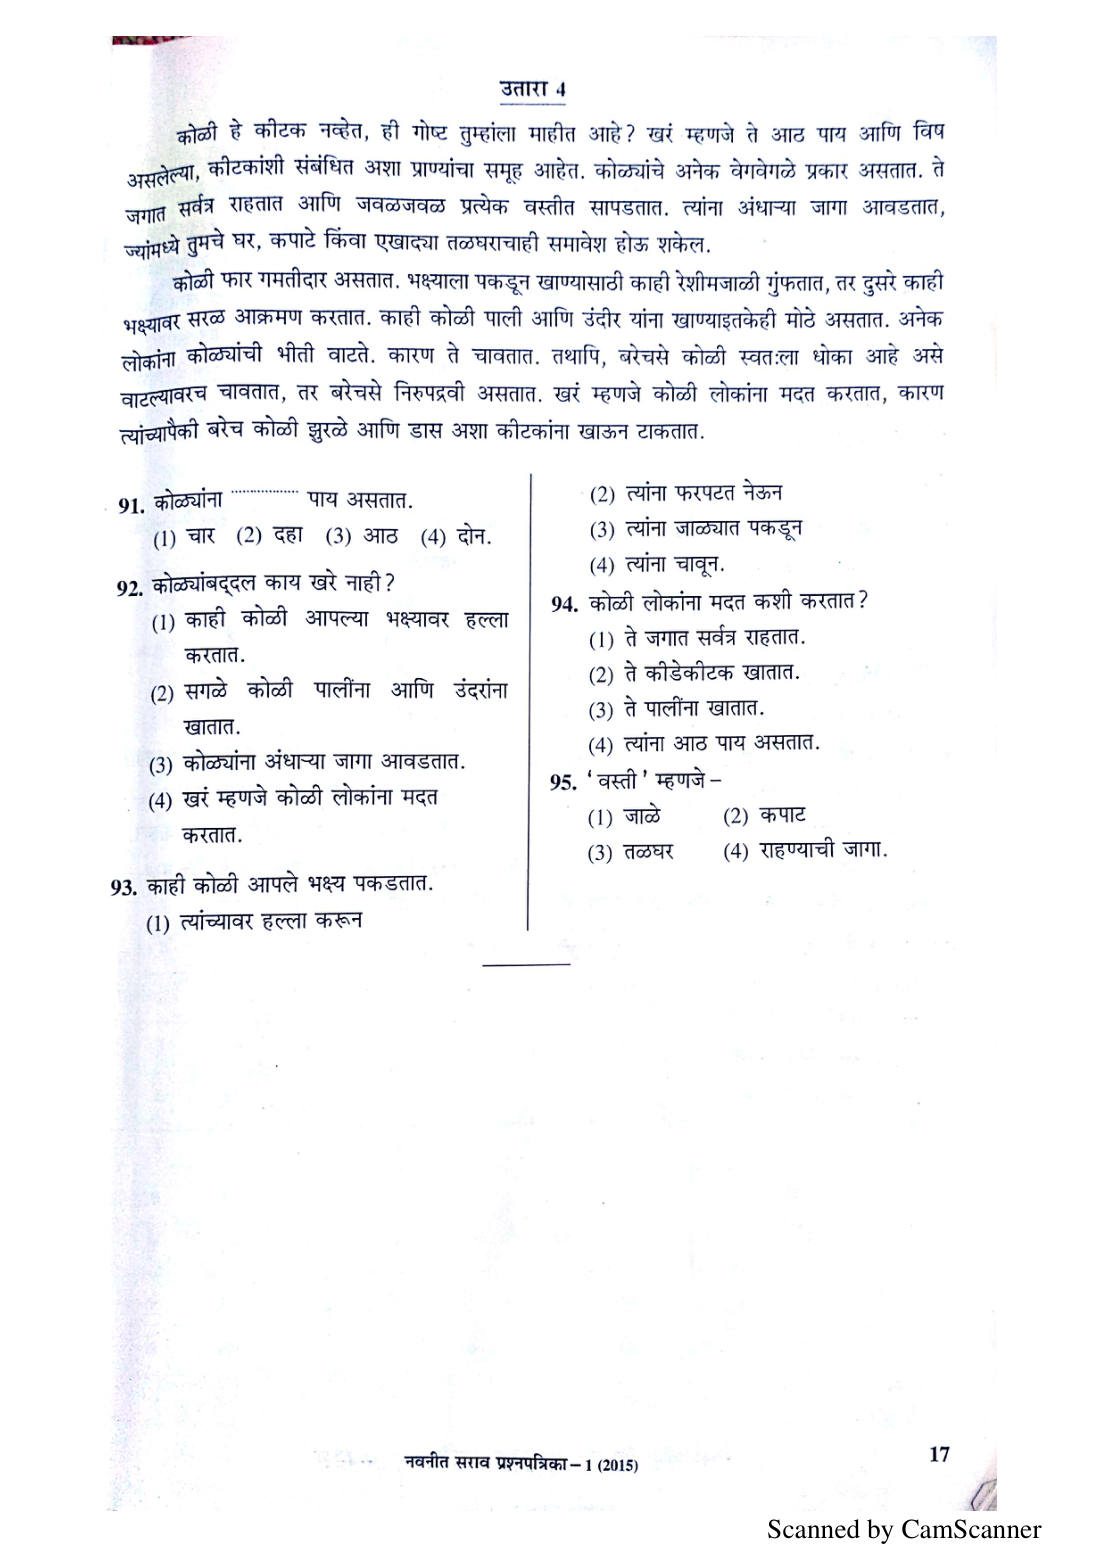 उतारा 4
कोळी हे कीटक नव्हेत, ही गोष्ट तुम्हांला माहीत आहे? खरं म्हणजे ते आठ पाय आणि विष
असलेल्या, कीटकांशी संबंधित अशा प्राण्यांचा समूह आहेत. कोळ्यांचे अनेक वेगवेगळे प्रकार असतात. ते
जगात सर्वत्र राहतात आणि जवळजवळ प्रत्येक वस्तीत सापडतात. त्यांना अंधाऱ्या जागा आवडतात,
ज्यांमध्ये तुमचे घर, कपाटे किंवा एखाद्या तळघराचाही समावेश होऊ शकेल.
कोळी फार गमतीदार असतात. भक्ष्याला पकडून खाण्यासाठी काही रेशीमजाळी गुंफतात, तर दुसरे काही
भक्ष्यावर सरळ आक्रमण करतात. काही कोळी पाली आणि उंदीर यांना खाण्याइतकेही मोठे असतात. अनेक
लोकांना कोळ्यांची भीती वाटते. कारण ते चावतात. तथापि, बरेचसे कोळी स्वतःला धोका आहे असे
वाटल्यावरच चावतात, तर बरेचसे निरुपद्रवी असतात. खरं म्हणजे कोळी लोकांना मदत करतात, कारण
त्यांच्यापैकी बरेच कोळी झुरळे आणि डास अशा कीटकांना खाऊन टाकतात.
91. कोळ्यांना ................ पाय असतात.
(1) चार (2) दहा (3) आठ (4) दोन.
92. कोळ्यांबद्दल काय खरे नाही?
(1) काही कोळी आपल्या भक्ष्यावर हल्ला
करतात.
(2) सगळे कोळी पालींना आणि उंदरांना
खातात.
(3) कोळ्यांना अंधाऱ्या जागा आवडतात.
(4) खरं म्हणजे कोळी लोकांना मदत
करतात.
93. काही कोळी आपले भक्ष्य पकडतात.
(1) त्यांच्यावर हल्ला करून
(2) त्यांना फरपटत नेऊन
(3) त्यांना जाळ्यात पकडून
(4) त्यांना चावून.
94. कोळी लोकांना मदत कशी करतात?
(1) ते जगात सर्वत्र राहतात.
(2) ते कीडेकीटक खातात.
(3) ते पालींना खातात.
(4) त्यांना आठ पाय असतात.
95. ‘वस्ती’ म्हणजे –
(1) जाळे (2) कपाट
(3) तळघर (4) राहण्याची जागा.
नवनीत सराव प्रश्नपत्रिका – 1 (2015)
17
Scanned by CamScanner